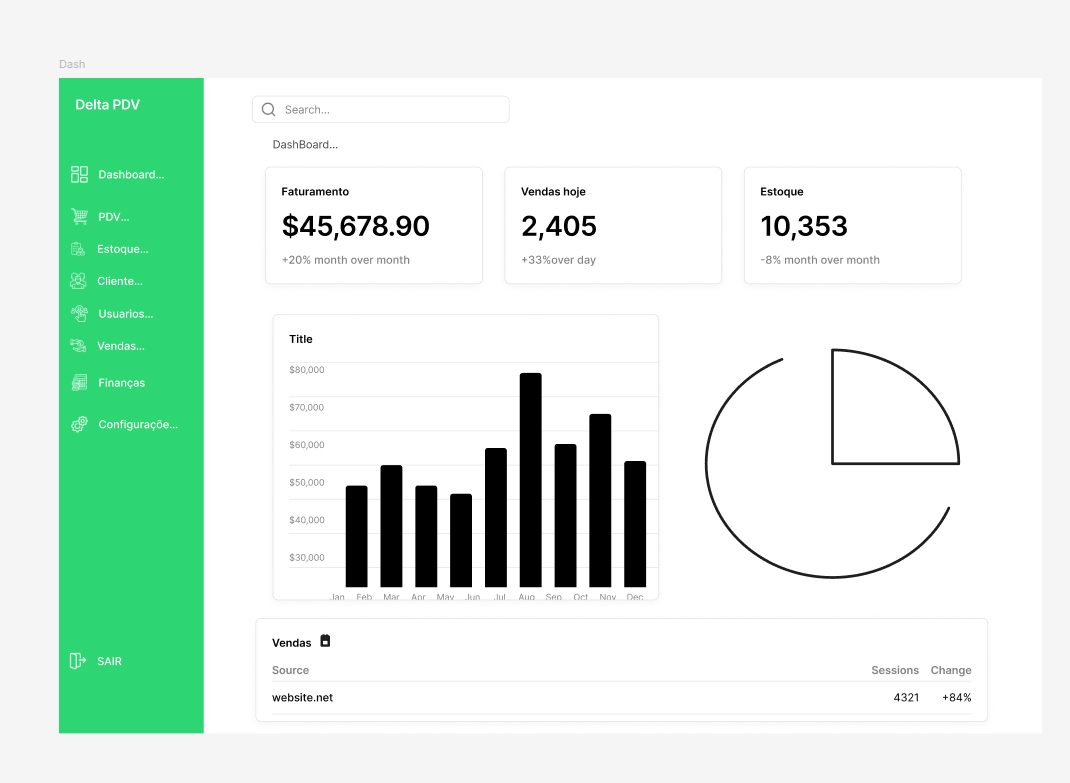 Dash
Delta PDV
Dashboard...
PDV...
Estoque...
Cliente...
Usuarios...
Vendas...
Finanças
Configuraçõe...
SAIR
Search...
DashBoard...
Faturamento
$45,678.90
+20% month over month
Vendas hoje
2,405
+33%over day
Estoque
10,353
-8% month over month
Title
$80,000
$70,000
$60,000
$50,000
$40,000
$30,000
Jan Feb Mar Apr May Jun Jul Aug Sep Oct Nov Dec
Vendas
Source Sessions Change
website.net 4321 +84%